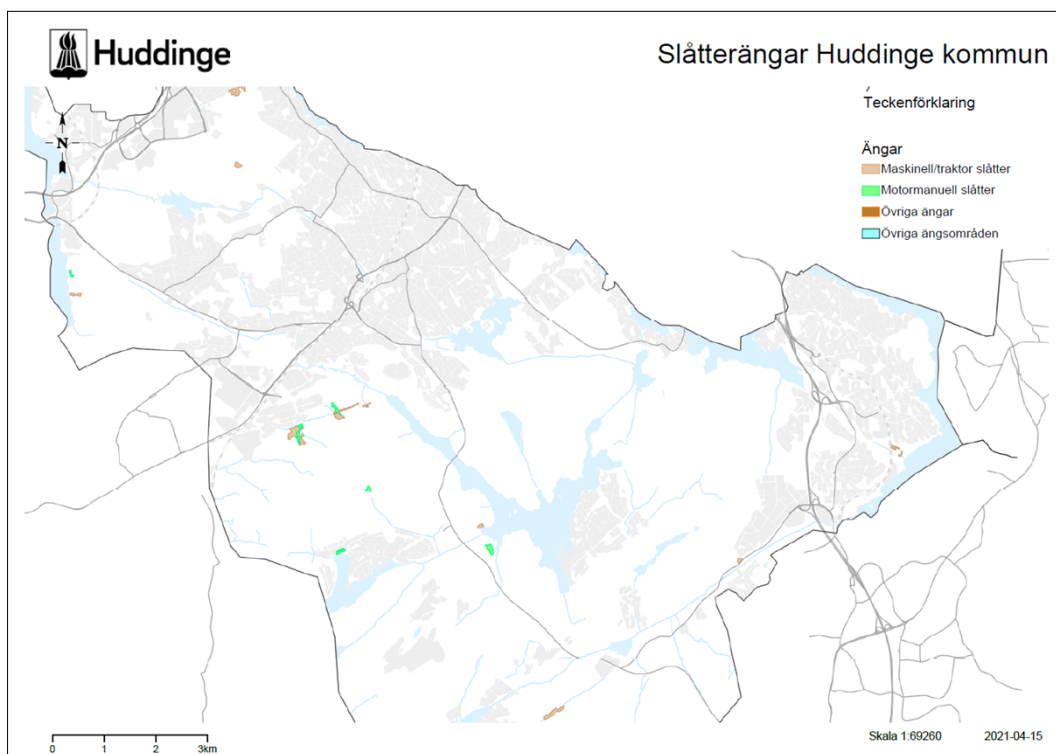 Huddinge
Slåtterängar Huddinge kommun
Teckenförklaring
N
Ängar
Maskinell/traktor slåtter
Motormanuell slåtter
Övriga ängar
Övriga ängsområden
0 1 2 3km
Skala 1:69260 2021-04-15